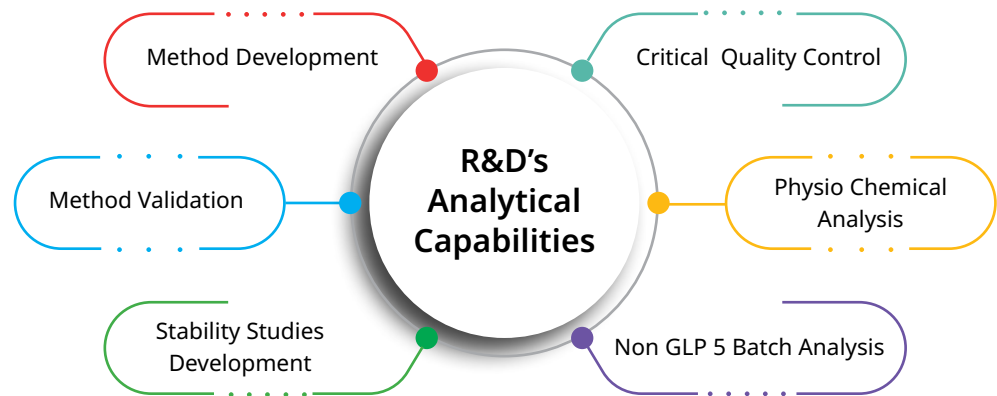 Method Development
Critical Quality Control
R&D's
Analytical
Capabilities
Method Validation
Physio Chemical
Analysis
Stability Studies
Development
Non GLP 5 Batch Analysis